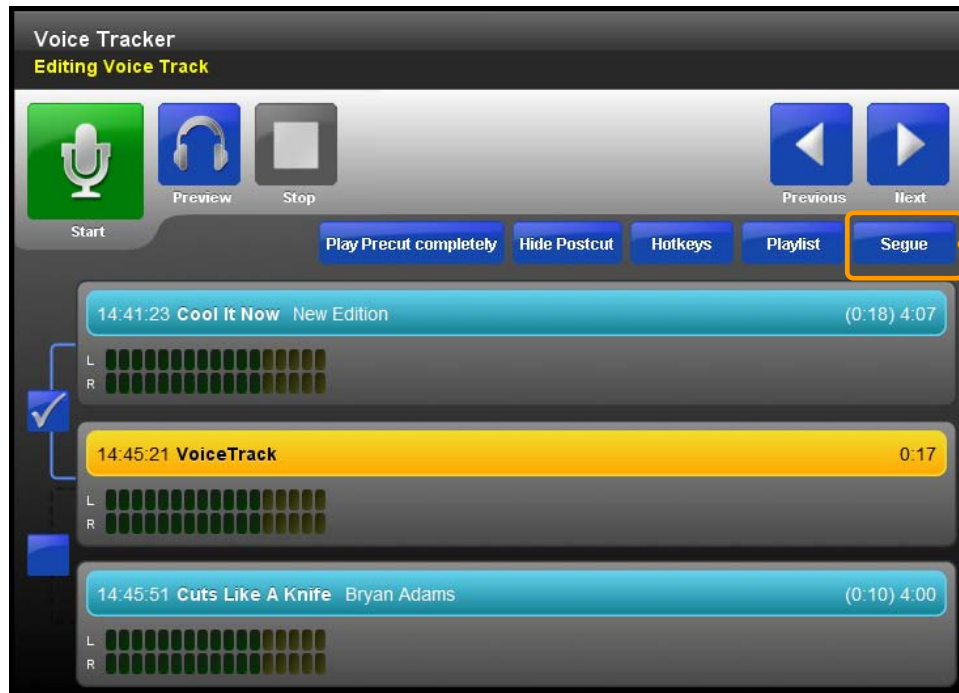 Voice Tracker
Editing Voice Track
Preview
Stop
Previous
Next
Start
Play Precut completely
Hide Postcut
Hotkeys
Playlist
Segue
14:41:23 Cool It Now New Edition (0:18) 4:07
L
R
14:45:21 VoiceTrack 0:17
L
R
14:45:51 Cuts Like A Knife Bryan Adams (0:10) 4:00
L
R